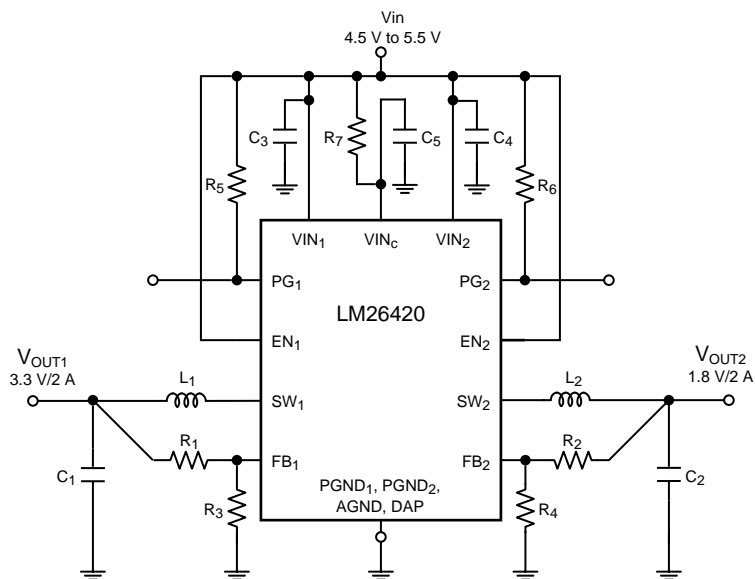 Vin
4.5 V to 5.5 V
C3
R7
C5
C4
R5
R6
VIN1
VINc
VIN2
PG1
PG2
LM26420
EN1
EN2
VOUT1
3.3 V/2 A
L1
SW1
SW2
L2
VOUT2
1.8 V/2 A
R1
FB1
FB2
R2
C1
R3
PGND1, PGND2,
AGND, DAP
R4
C2